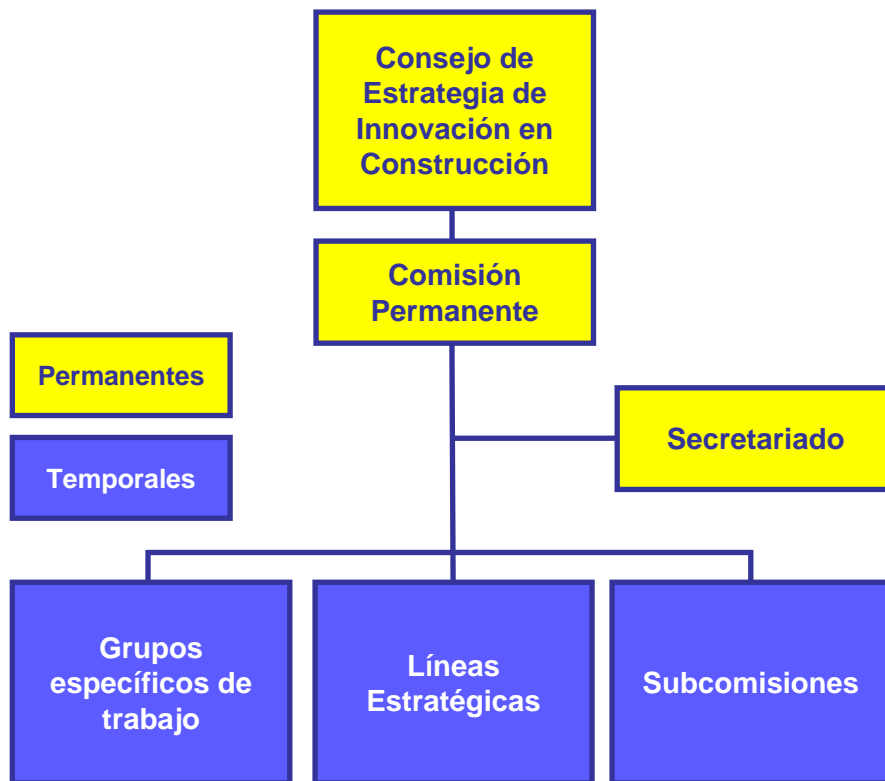 Consejo de
Estrategia de
Innovación en
Construcción
Comisión
Permanente
Permanentes
Secretariado
Temporales
Grupos
específicos de
trabajo
Líneas
Estratégicas
Subcomisiones